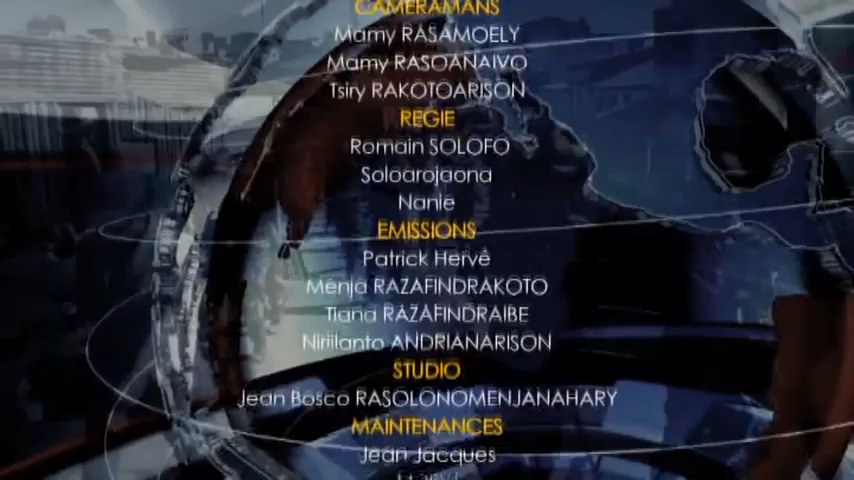 CAMERAMANS
Mamy RASAMOELY
Mamy RASOANAIVO
Tsiry RAKOTOARISON
REGIE
Romain SOLOFO
Soloarojaona
Nanie
EMISSIONS
Patrick Hervé
Menja RAZAFINDRAKOTO
Tiana RAZAFINDRAIBE
Nirilanto ANDRIANARISON
STUDIO
Jean Bosco RASOLONOMENJANAHARY
MAINTENANCES
Jean Jacques